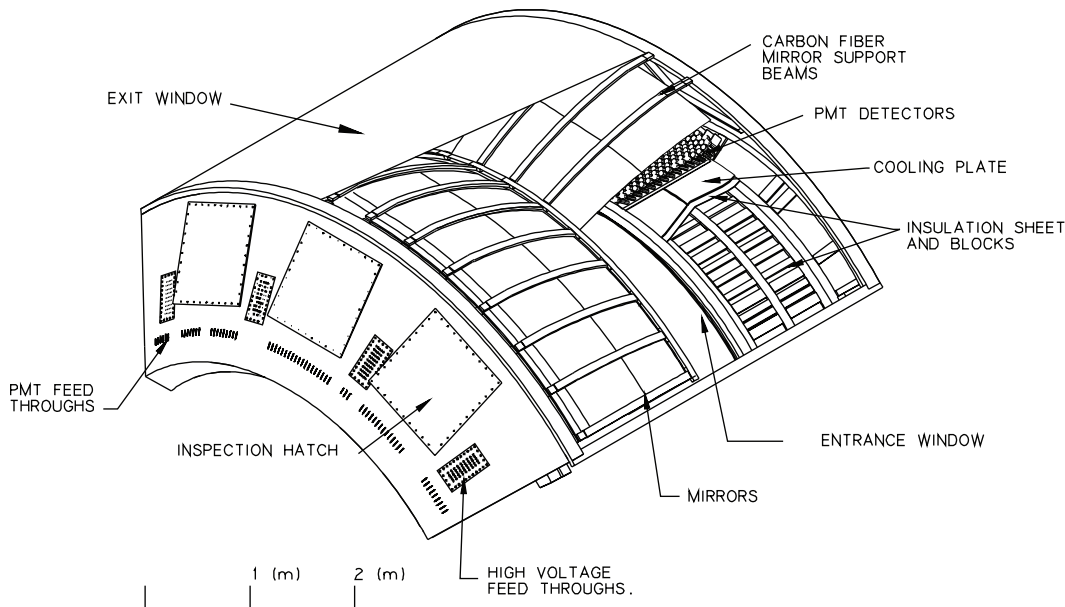 CARBON FIBER
MIRROR SUPPORT
BEAMS
EXIT WINDOW
PMT DETECTORS
COOLING PLATE
INSULATION SHEET
AND BLOCKS
PMT FEED
THROUGHS
INSPECTION HATCH
ENTRANCE WINDOW
MIRRORS
1 (m)
2 (m)
HIGH VOLTAGE
FEED THROUGHS.